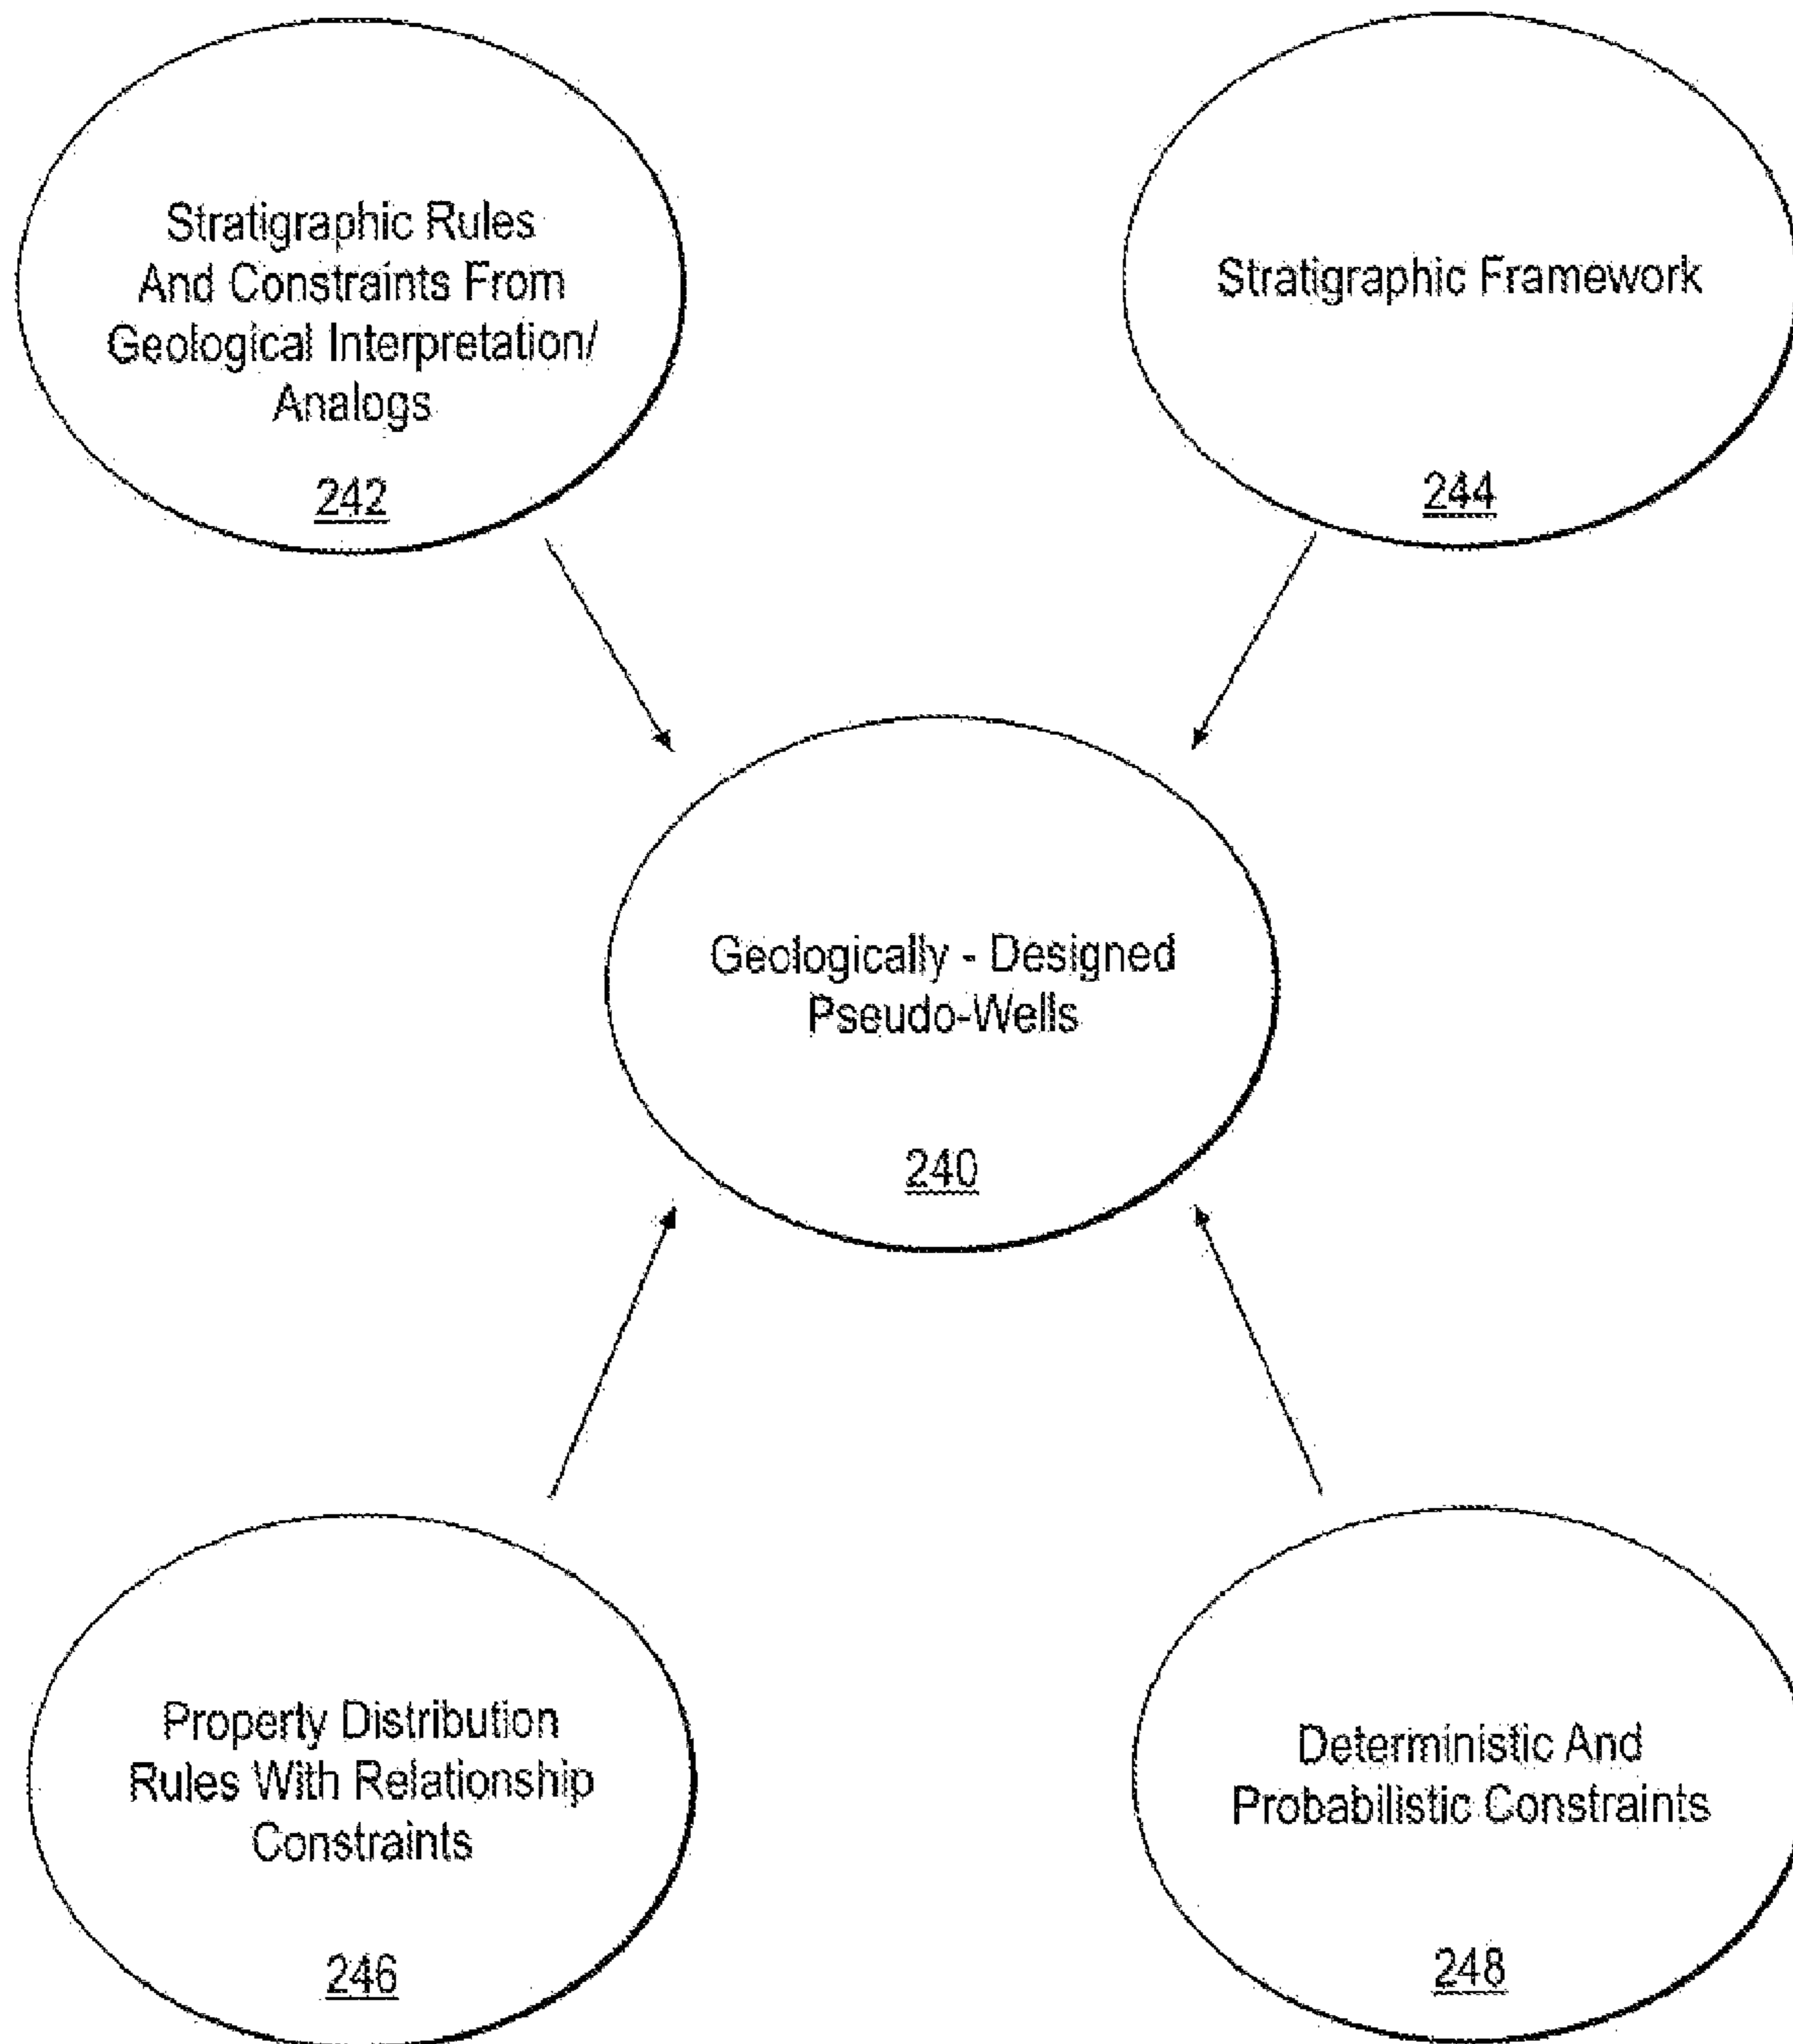 Stratigraphic Rules
And Constraints From
Geological Interpretation/
Analogs
242
Stratigraphic Framework
244
Geologically - Designed
Pseudo-Wells
240
Property Distribution
Rules With Relationship
Constraints
246
Deterministic And
Probabilistic Constraints
248